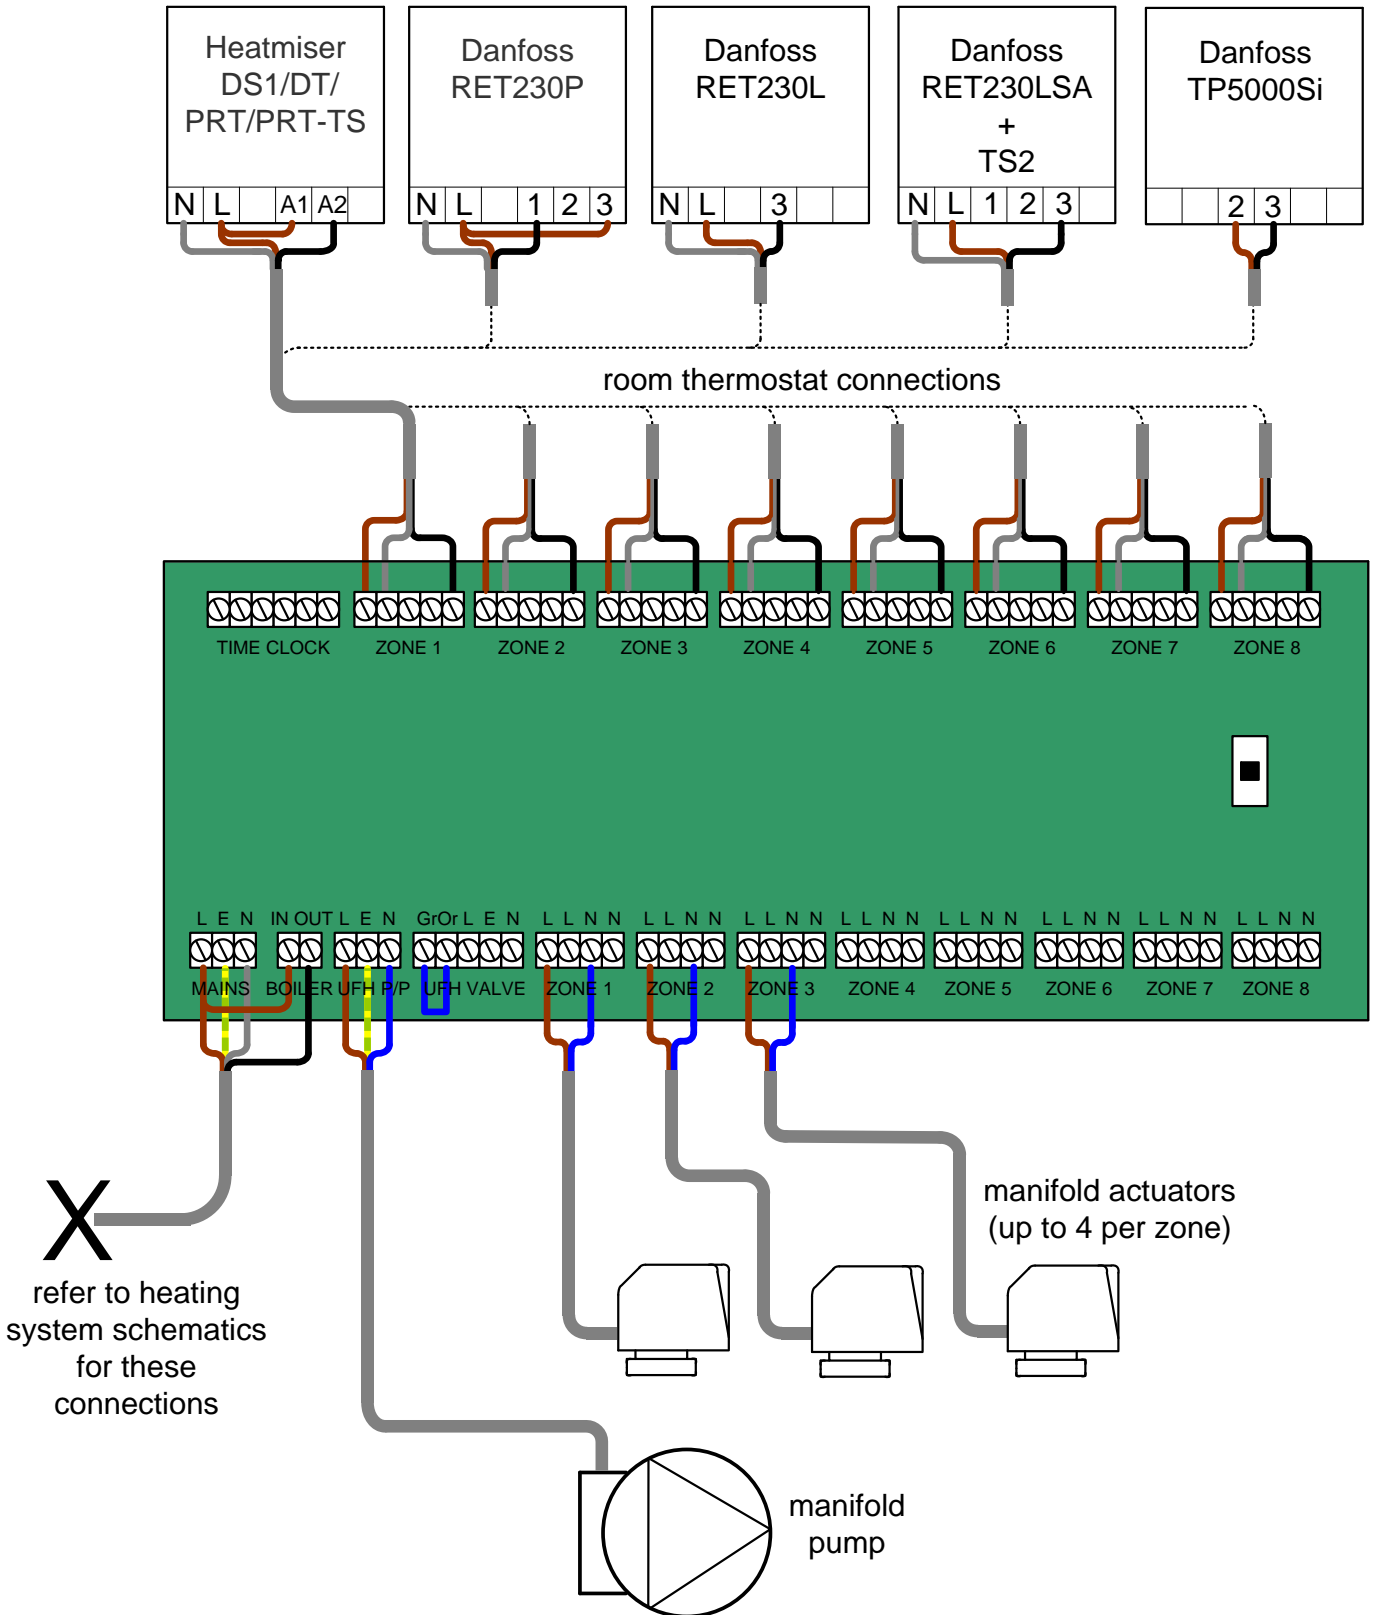 Heatmiser
DS1/DT/
PRT/PRT-TS
N L A1 A2
Danfoss
RET230P
N L 1 2 3
Danfoss
RET230L
N L 3
Danfoss
RET230LSA
+
TS2
N L 1 2 3
Danfoss
TP5000Si
2 3
room thermostat connections
TIME CLOCK ZONE 1 ZONE 2 ZONE 3 ZONE 4 ZONE 5 ZONE 6 ZONE 7 ZONE 8
L E N IN OUT L E N GrOr L E N L L N N L L N N L L N N L L N N L L N N L L N N L L N N L L N N
MAINS BOILER UFH P/P UFH VALVE ZONE 1 ZONE 2 ZONE 3 ZONE 4 ZONE 5 ZONE 6 ZONE 7 ZONE 8
manifold actuators
(up to 4 per zone)
X
refer to heating
system schematics
for these
connections
manifold
pump